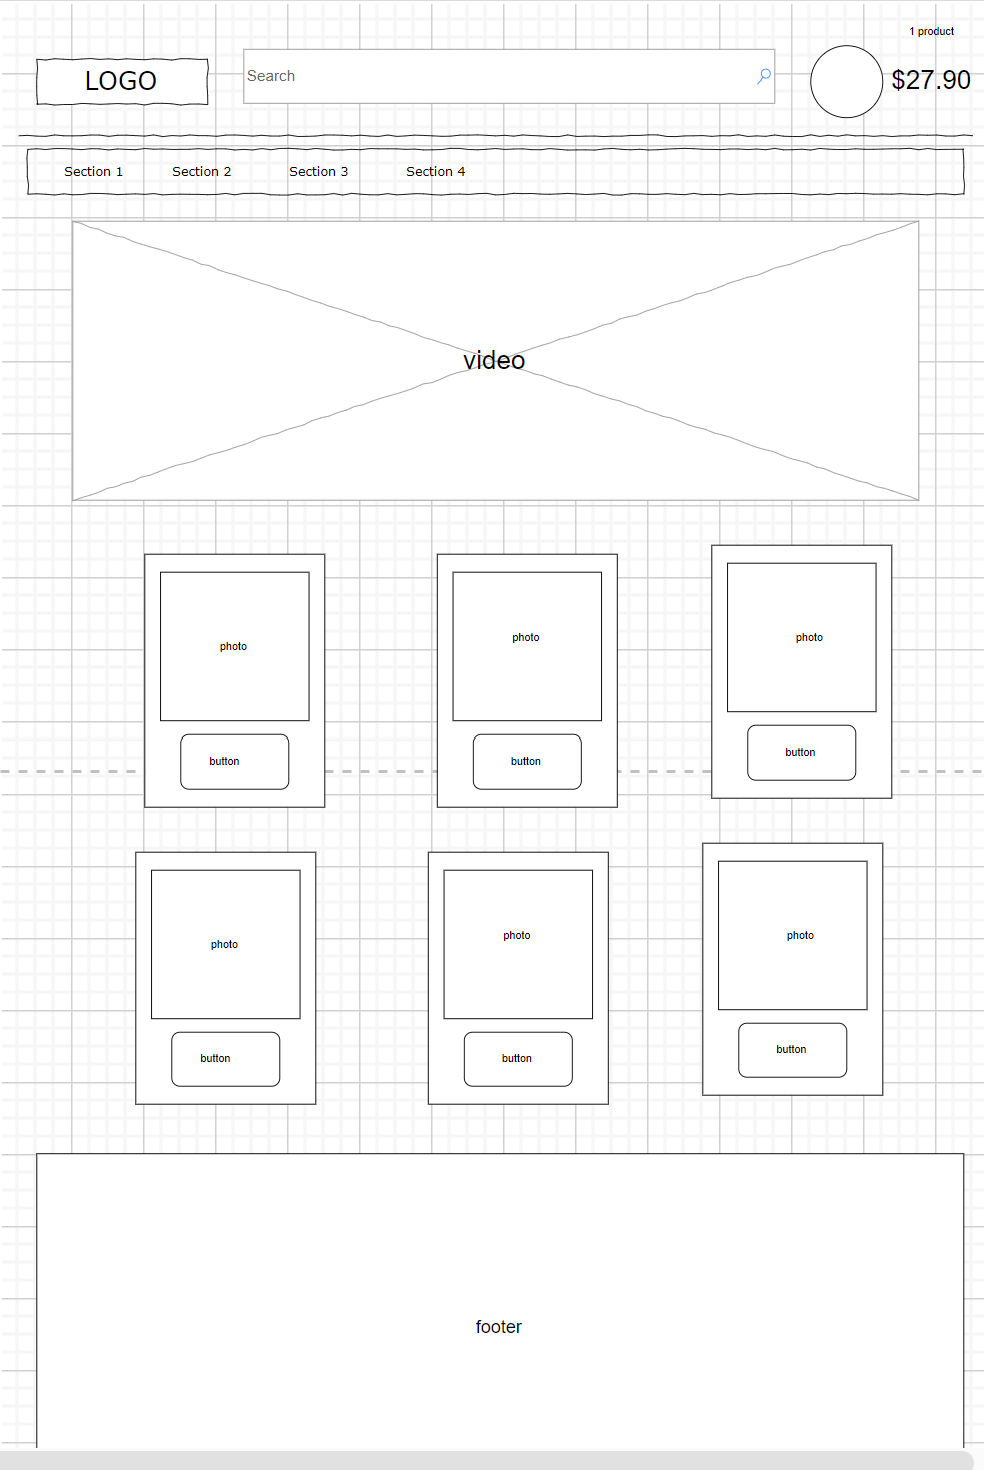 1 product
LOGO
Search
$27.90
Section 1
Section 2
Section 3
Section 4
video
photo
photo
photo
button
button
button
photo
photo
photo
button
button
button
footer